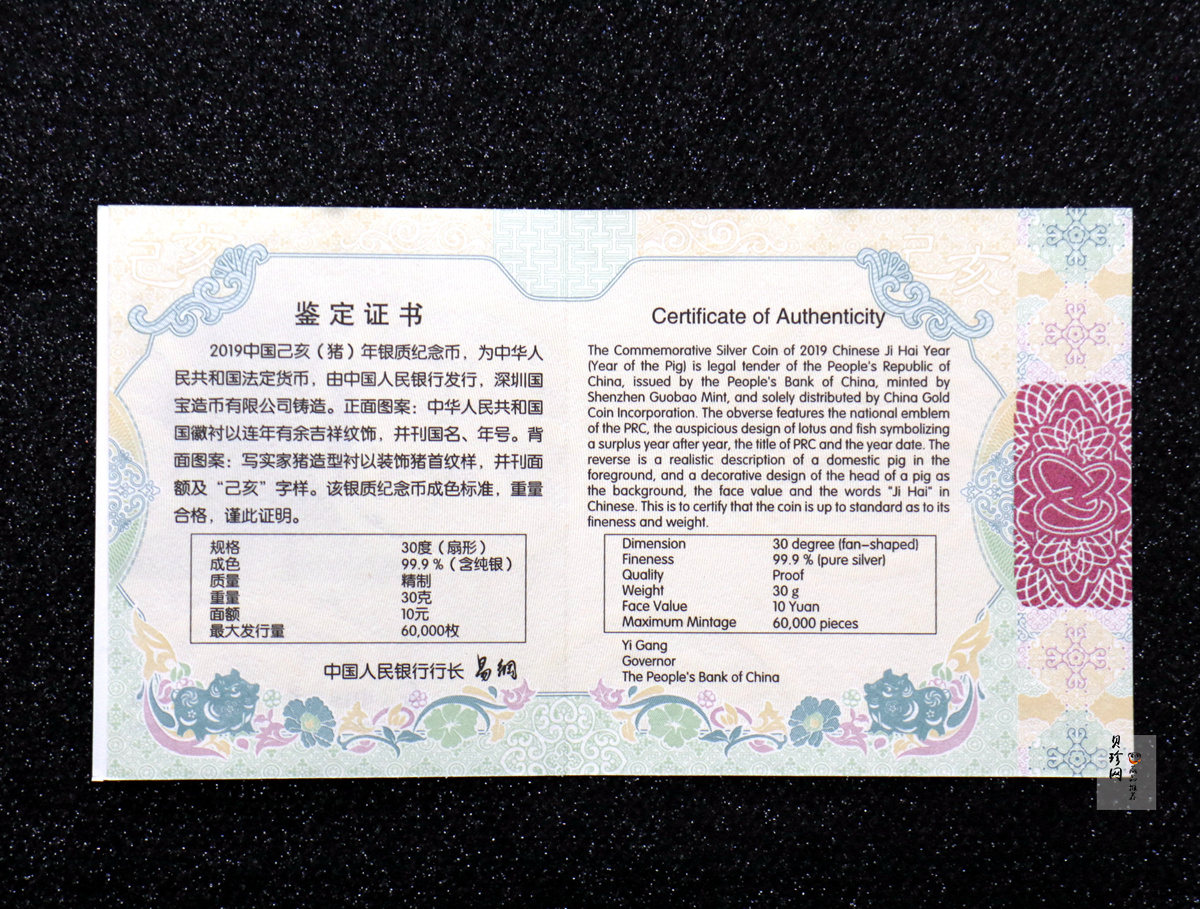 己亥
己亥
鉴定证书
2019中国己亥（猪）年银质纪念币，为中华人
民共和国法定货币，由中国人民银行发行，深圳国
宝造币有限公司铸造。正面图案：中华人民共和国
国徽衬以连年有余吉祥纹饰，并刊国名、年号。背
面图案：写实家猪造型衬以装饰猪首纹样，并刊面
额及“己亥”字样。该银质纪念币成色标准，重量
合格，谨此证明。
规格 30度（扇形）
成色 99.9％（含纯银）
质量 精制
重量 30克
面额 10元
最大发行量 60,000枚
中国人民银行行长 易纲
Certificate of Authenticity
The Commemorative Silver Coin of 2019 Chinese Ji Hai Year
(Year of the Pig) is legal tender of the People's Republic of
China, issued by the People's Bank of China, minted by
Shenzhen Guobao Mint, and solely distributed by China Gold
Coin Incorporation. The obverse features the national emblem
of the PRC, the auspicious design of lotus and fish symbolizing
a surplus year after year, the title of PRC and the year date. The
reverse is a realistic description of a domestic pig in the
foreground, and a decorative design of the head of a pig as
the background, the face value and the words "Ji Hai" in
Chinese. This is to certify that the coin is up to standard as to its
fineness and weight.
Dimension 30 degree (fan-shaped)
Fineness 99.9 % (pure silver)
Quality Proof
Weight 30 g
Face Value 10 Yuan
Maximum Mintage 60,000 pieces
Yi Gang
Governor
The People's Bank of China
贝珍网